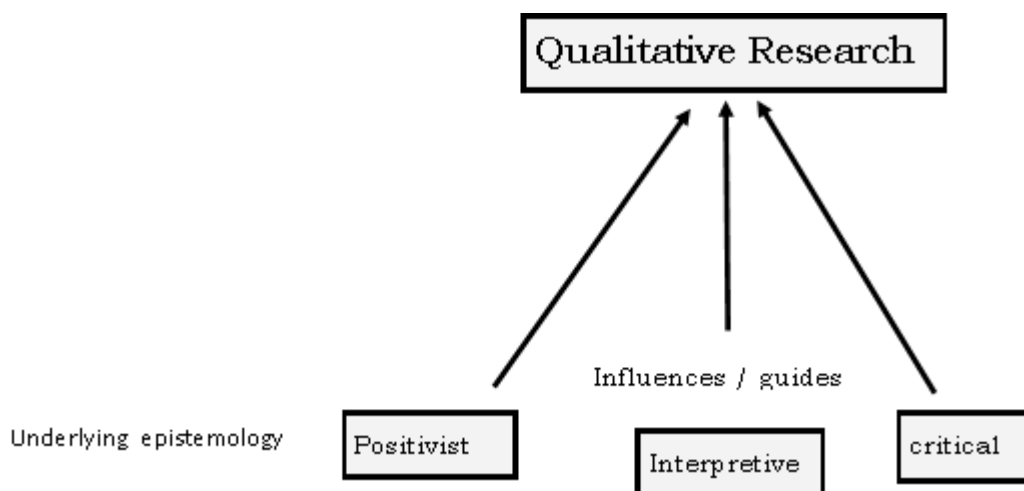 Qualitative Research
Influences / guides
Underlying epistemology
Positivist
Interpretive
critical